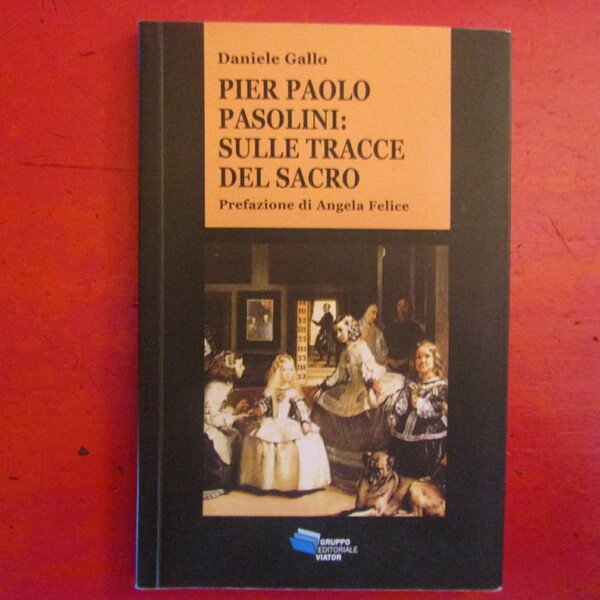 Daniele Gallo
PIER PAOLO
PASOLINI:
SULLE TRACCE
DEL SACRO
Prefazione di Angela Felice
GRUPPO
EDITORIALE
VIATOR